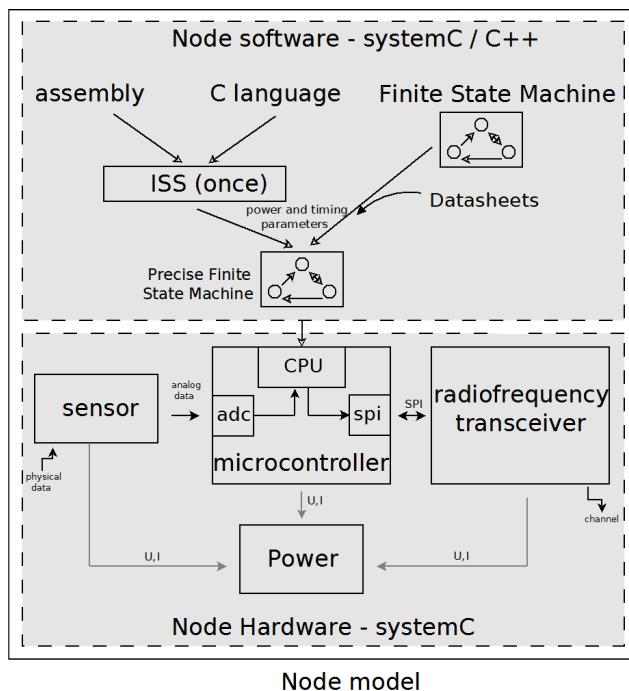 Node software - systemC / C++
assembly
C language
Finite State Machine
ISS (once)
Datasheets
power and timing
parameters
Precise Finite
State Machine
CPU
sensor
analog
data
adc
spi
SPI
radiofrequency
transceiver
microcontroller
physical
data
U,I
channel
Power
U,I
U,I
Node Hardware - systemC
Node model